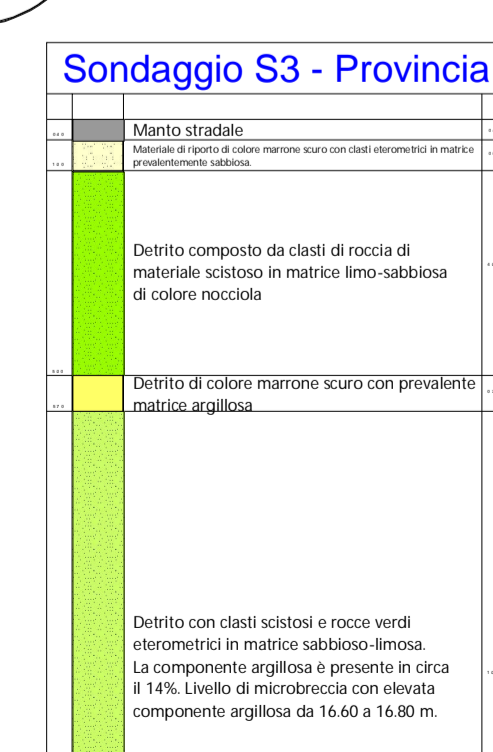 Sondaggio S3 - Provincia
Manto stradale
Materiale di riporto di colore marrone scuro con clasti eterometrici in matrice
prevalentemente sabbiosa.
1 0 0
Detrito composto da clasti di roccia di
materiale scistoso in matrice limo-sabbiosa
di colore nocciola
Detrito di colore marrone scuro con prevalente
matrice argillosa
Detrito con clasti scistosi e rocce verdi
eterometrici in matrice sabbioso-limosa.
La componente argillosa è presente in circa
il 14%. Livello di microbreccia con elevata
componente argillosa da 16.60 a 16.80 m.